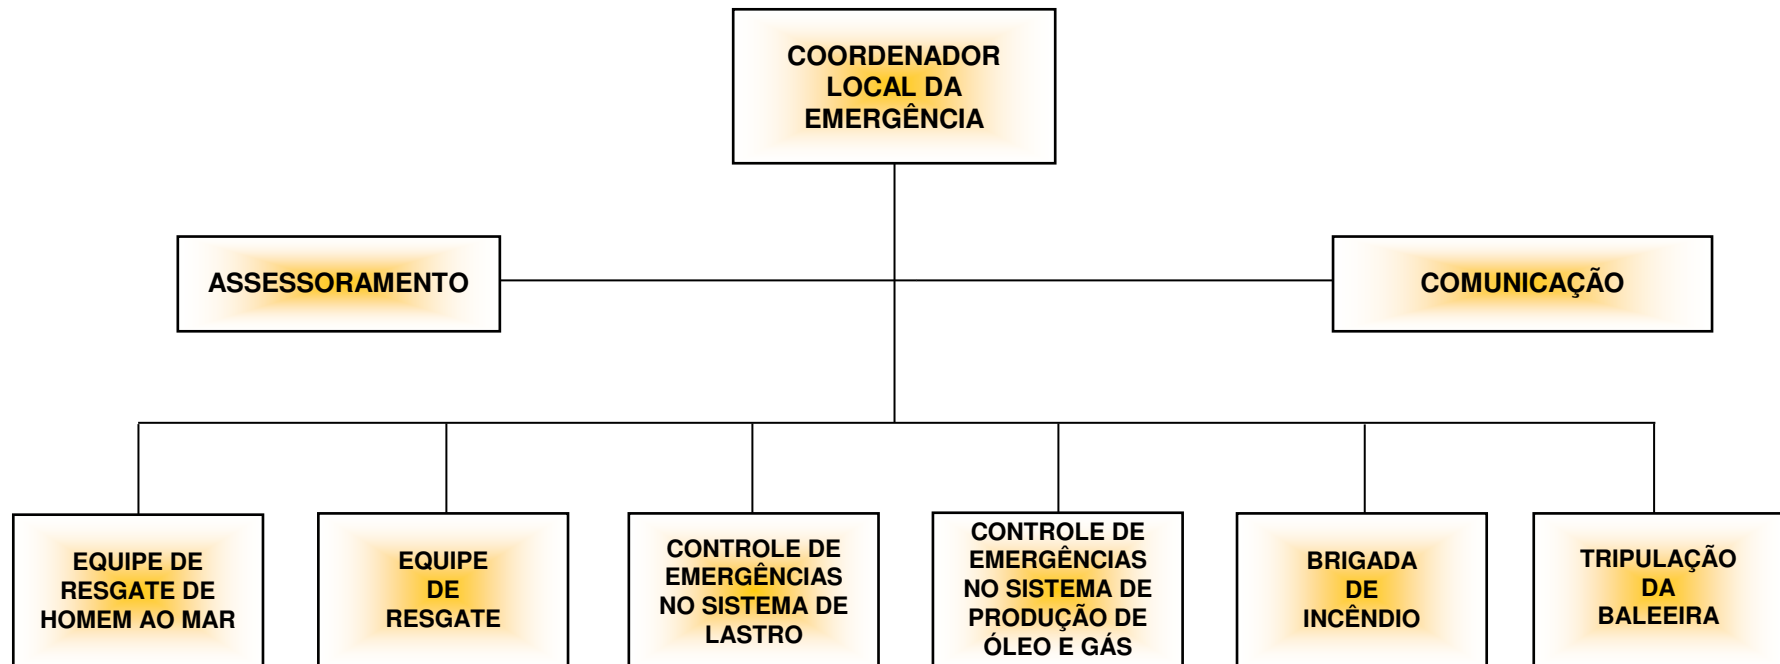 COORDENADOR
LOCAL DA
EMERGÊNCIA
ASSESSORAMENTO
COMUNICAÇÃO
EQUIPE DE
RESGATE DE
HOMEM AO MAR
EQUIPE
DE
RESGATE
CONTROLE DE
EMERGÊNCIAS
NO SISTEMA DE
LASTRO
CONTROLE DE
EMERGÊNCIAS
NO SISTEMA DE
PRODUÇÃO DE
ÓLEO E GÁS
BRIGADA
DE
INCÊNDIO
TRIPULAÇÃO
DA
BALEEIRA